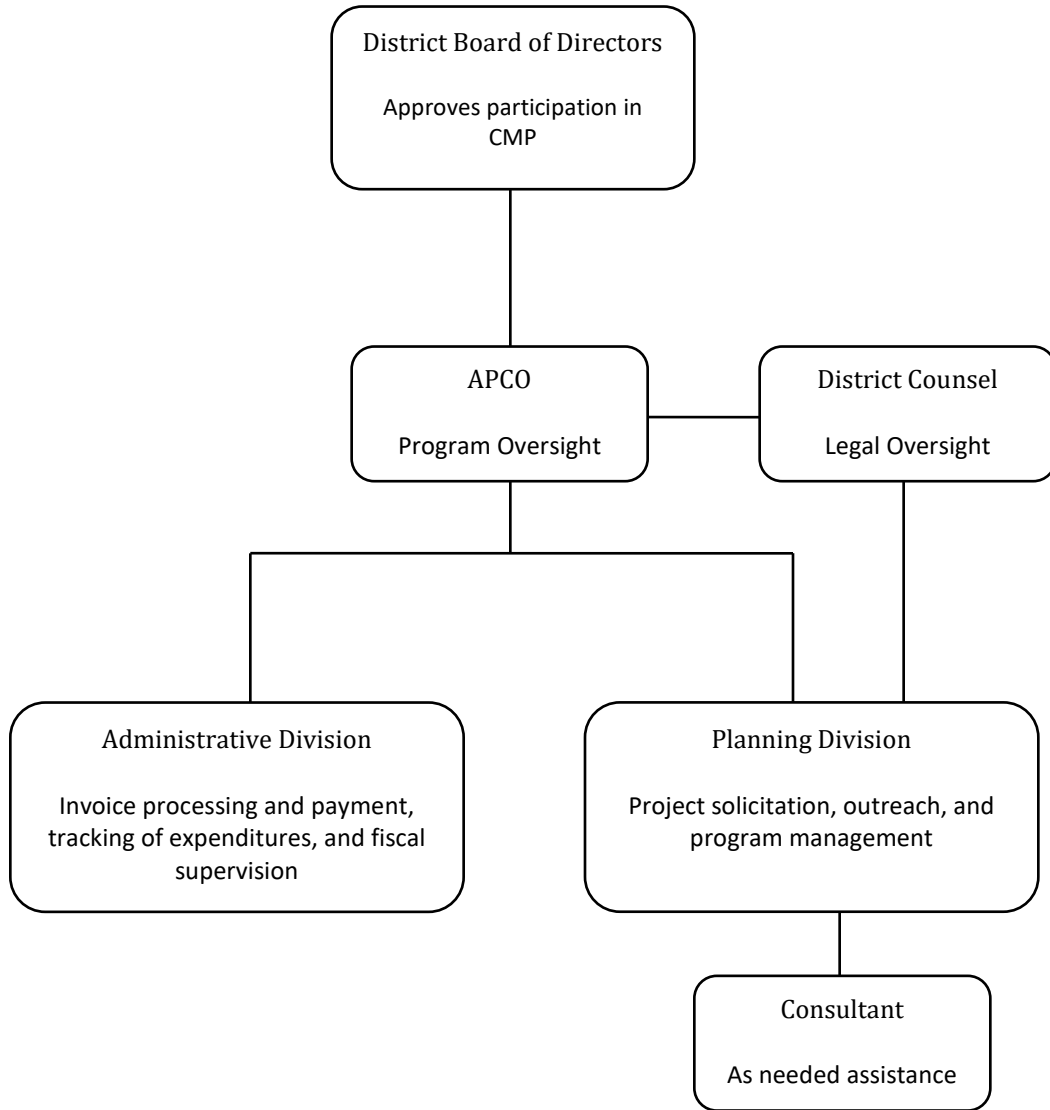 District Board of Directors
Approves participation in
CMP
APCO
Program Oversight
District Counsel
Legal Oversight
Administrative Division
Invoice processing and payment,
tracking of expenditures, and fiscal
supervision
Planning Division
Project solicitation, outreach, and
program management
Consultant
As needed assistance